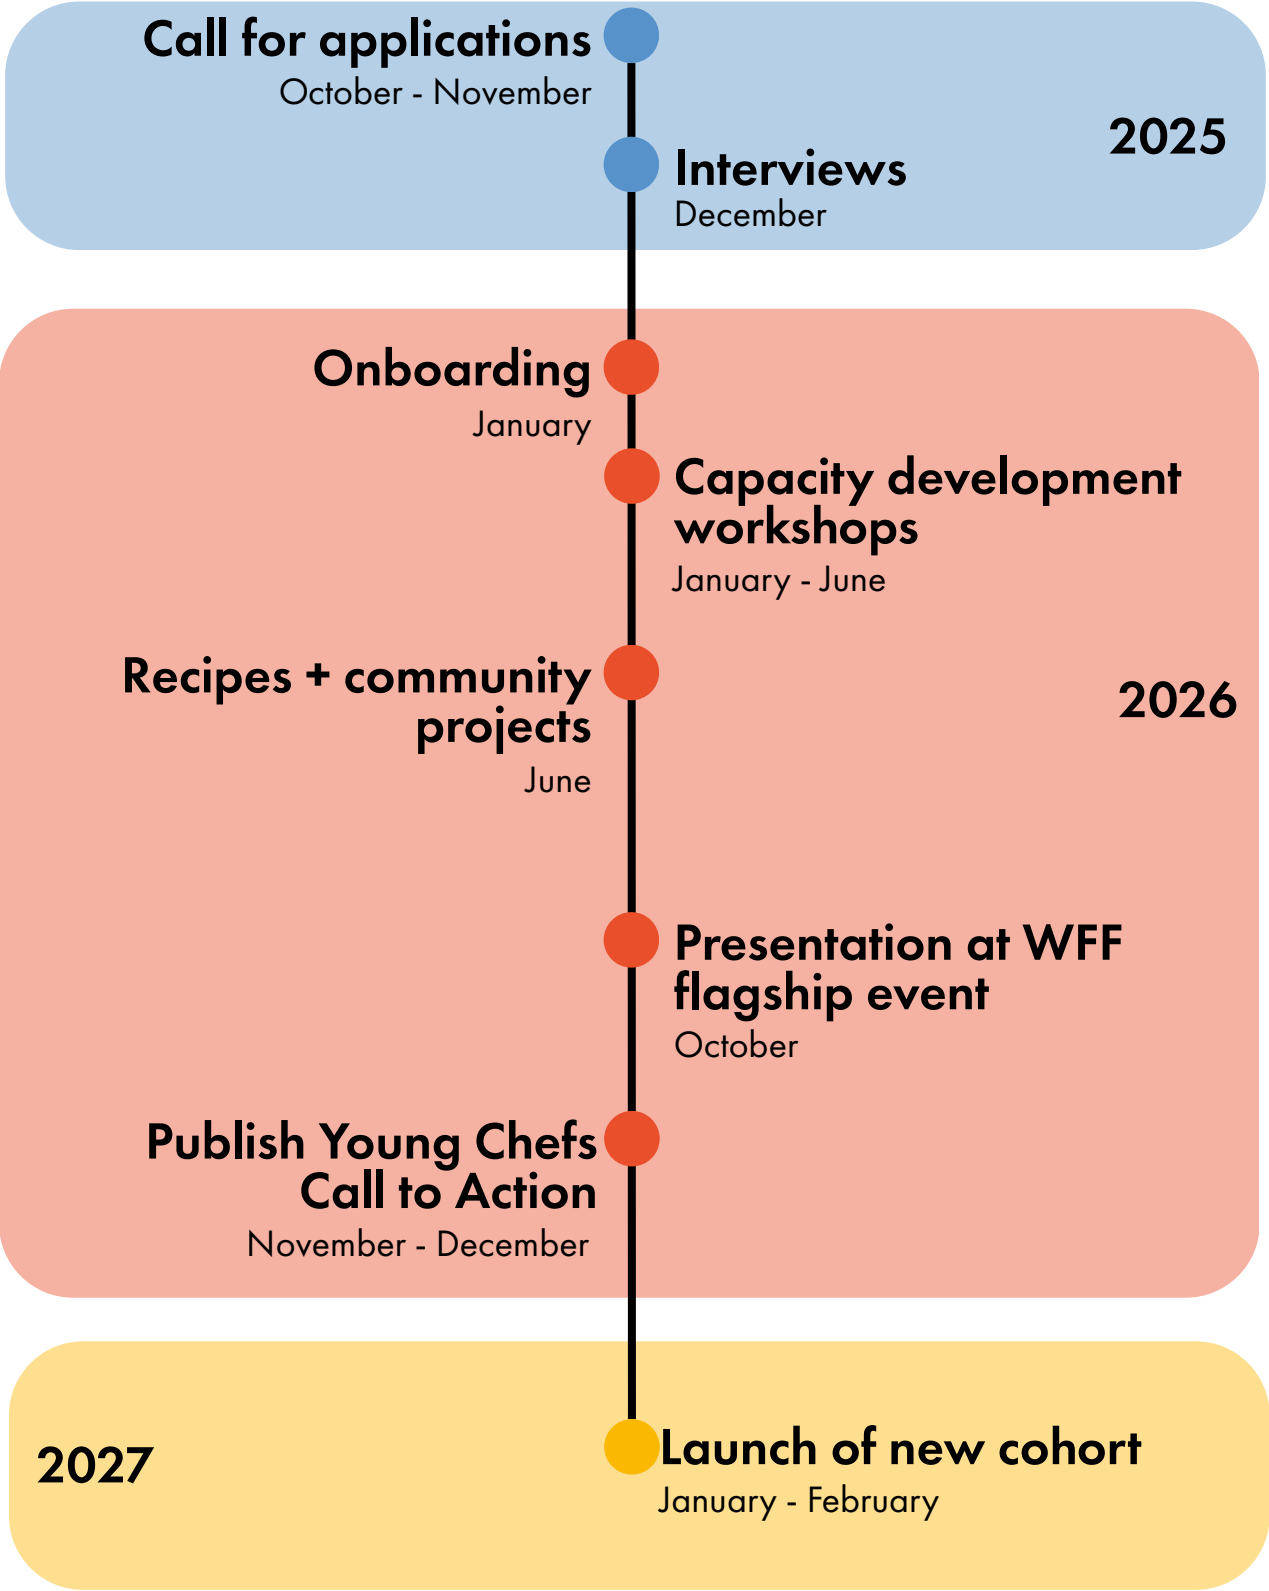 Call for applications
October - November
2025
Interviews
December
Onboarding
January
Capacity development
workshops
January - June
Recipes + community
projects
June
2026
Presentation at WFF
flagship event
October
Publish Young Chefs
Call to Action
November - December
2027
Launch of new cohort
January - February